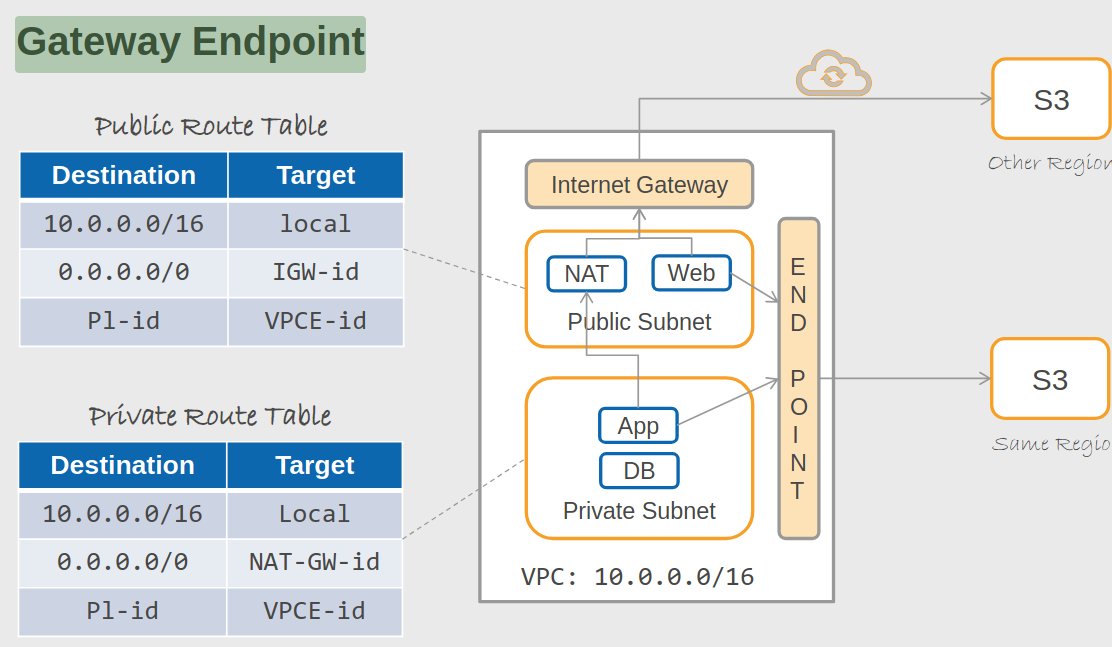 Gateway Endpoint
Public Route Table
Destination Target
10.0.0.0/16 local
0.0.0.0/0 IGW-id
Pl-id VPCE-id
Private Route Table
Destination Target
10.0.0.0/16 Local
0.0.0.0/0 NAT-GW-id
Pl-id VPCE-id
Internet Gateway
NAT Web
Public Subnet
App
DB
Private Subnet
VPC: 10.0.0.0/16
END
POINT
S3
Other Region
S3
Same Regio